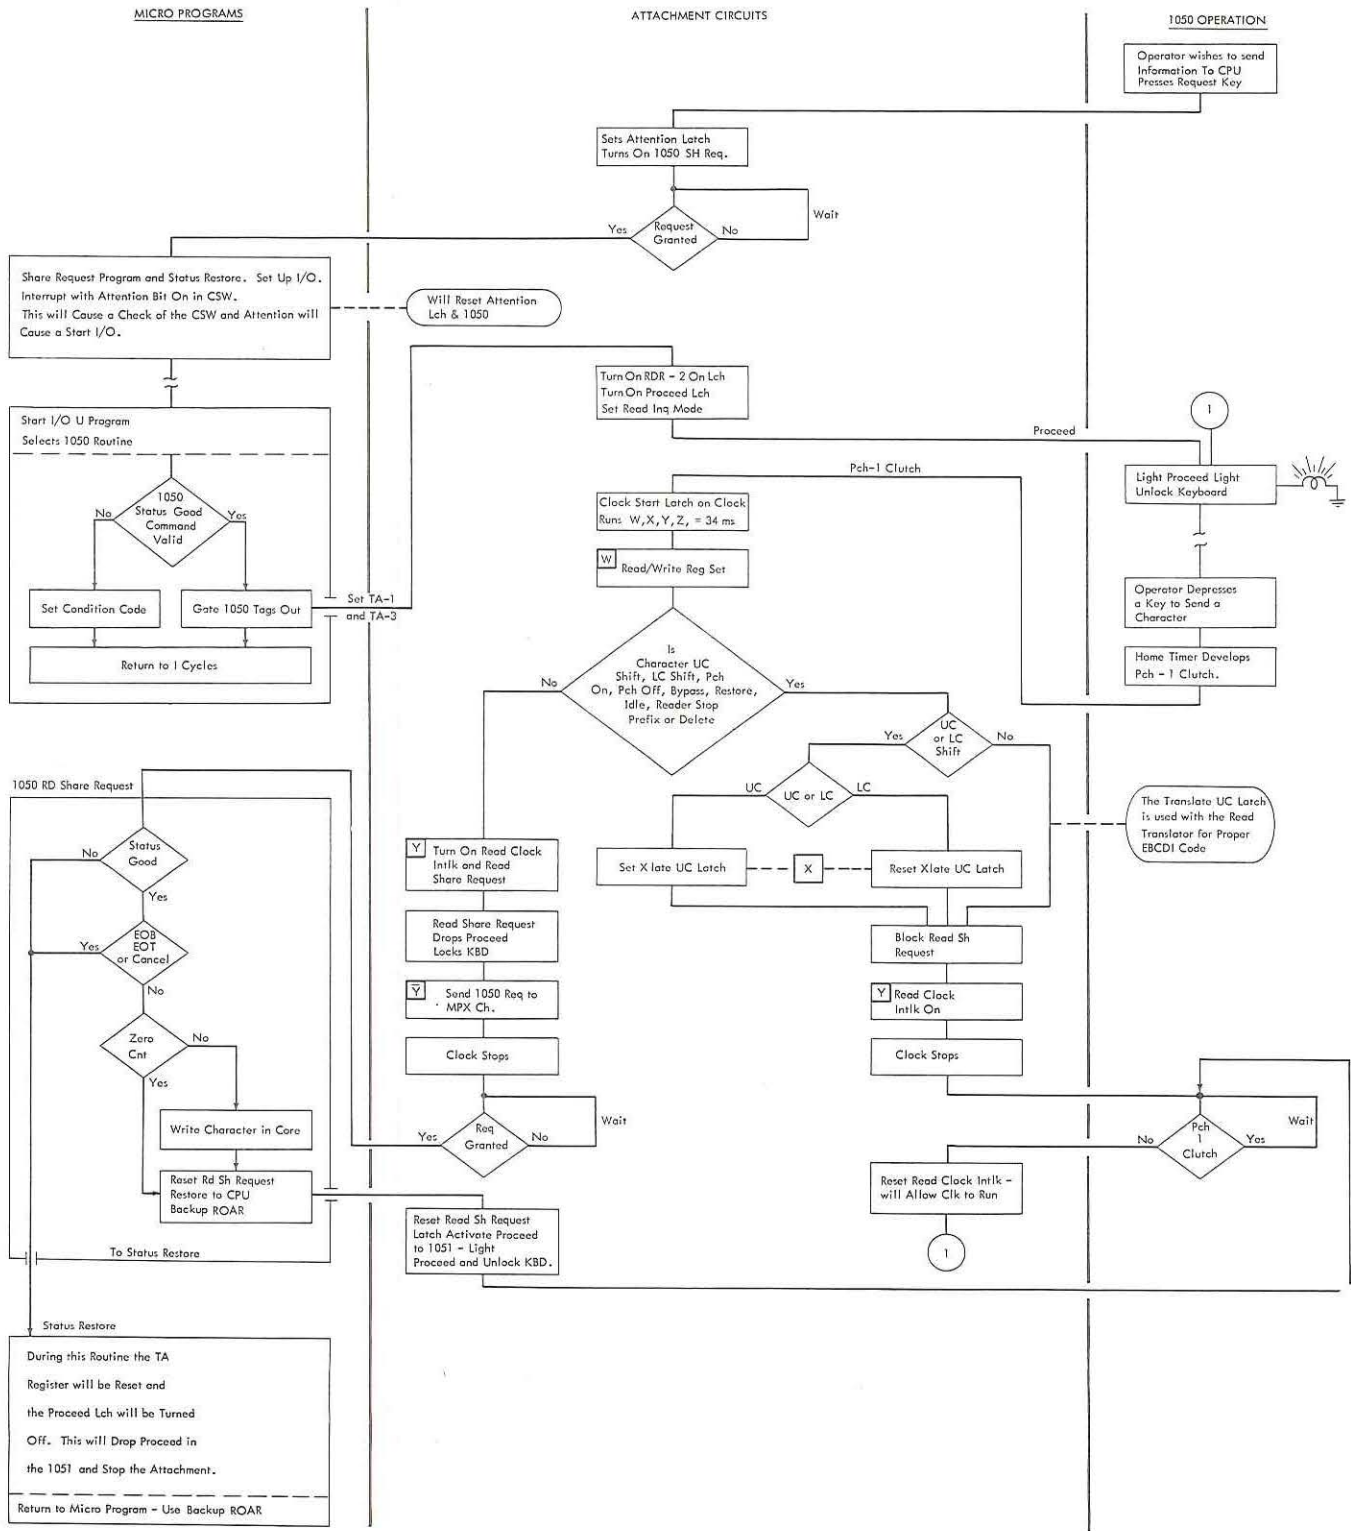 MICRO PROGRAMS
ATTACHMENT CIRCUITS
1050 OPERATION
Operator wishes to send
Information To CPU
Presses Request Key
Sets Attention Latch
Turns On 1050 SH Req.
Wait
Yes
Request
Granted
No
Share Request Program and Status Restore. Set Up I/O.
Interrupt with Attention Bit On in CSW.
This will Cause a Check of the CSW and Attention will
Cause a Start I/O.
Will Reset Attention
Lch & 1050
Turn On RDR - 2 On Lch
Turn On Proceed Lch
Set Read Inq Mode
Proceed
1
Light Proceed Light
Unlock Keyboard
Start I/O U Program
Selects 1050 Routine
1050
Status Good
Command
Valid
No
Yes
Set Condition Code
Gate 1050 Tags Out
Set TA-1
and TA-3
Return to I Cycles
Pch-1 Clutch
Clock Start Latch on Clock
Runs W,X,Y,Z, = 34 ms
W
Read/Write Reg Set
Operator Depresses
a Key to Send a
Character
Home Timer Develops
Pch - 1 Clutch.
Is
Character UC
Shift, LC Shift, Pch
On, Pch Off, Bypass, Restore,
Idle, Reader Stop
Prefix or Delete
No
Yes
UC
or LC
Shift
Yes
No
UC
UC or LC
LC
The Translate UC Latch
is used with the Read
Translator for Proper
EBCDI Code
Set X late UC Latch
X
Reset Xlate UC Latch
1050 RD Share Request
Status
Good
No
Yes
EOB
EOT
or Cancel
Yes
No
Zero
Cnt
No
Yes
Write Character in Core
Reset Rd Sh Request
Restore to CPU
Backup ROAR
To Status Restore
Y
Turn On Read Clock
Intlk and Read
Share Request
Read Share Request
Drops Proceed
Locks KBD
Y̅
Send 1050 Req to
MPX Ch.
Clock Stops
Wait
Yes
Req
Granted
No
Reset Read Sh Request
Latch Activate Proceed
to 1051 - Light
Proceed and Unlock KBD.
Block Read Sh
Request
Y
Read Clock
Intlk On
Clock Stops
Wait
No
Pch
1
Clutch
Yes
Reset Read Clock Intlk -
will Allow Clk to Run
1
Status Restore
During this Routine the TA
Register will be Reset and
the Proceed Lch will be Turned
Off. This will Drop Proceed in
the 1051 and Stop the Attachment.
Return to Micro Program - Use Backup ROAR